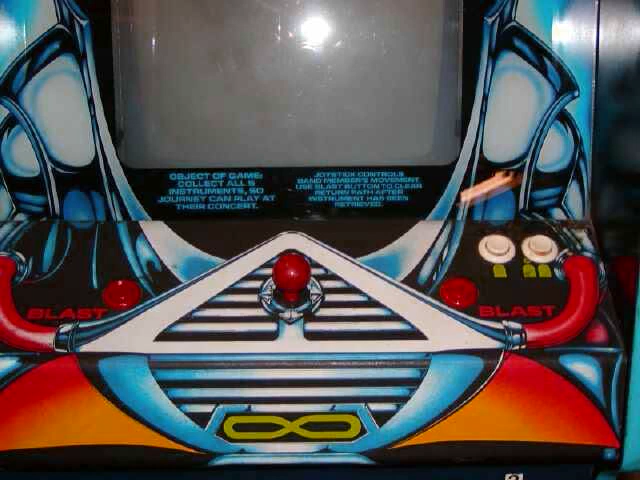 OBJECT OF GAME:
COLLECT ALL 5
INSTRUMENTS, SO
JOURNEY CAN PLAY AT
THEIR CONCERT.
JOYSTICK CONTROLS
BAND MEMBER'S MOVEMENT.
USE BLAST BUTTON TO CLEAR
RETURN PATH AFTER
INSTRUMENT HAS BEEN
RETRIEVED.
BLAST
BLAST